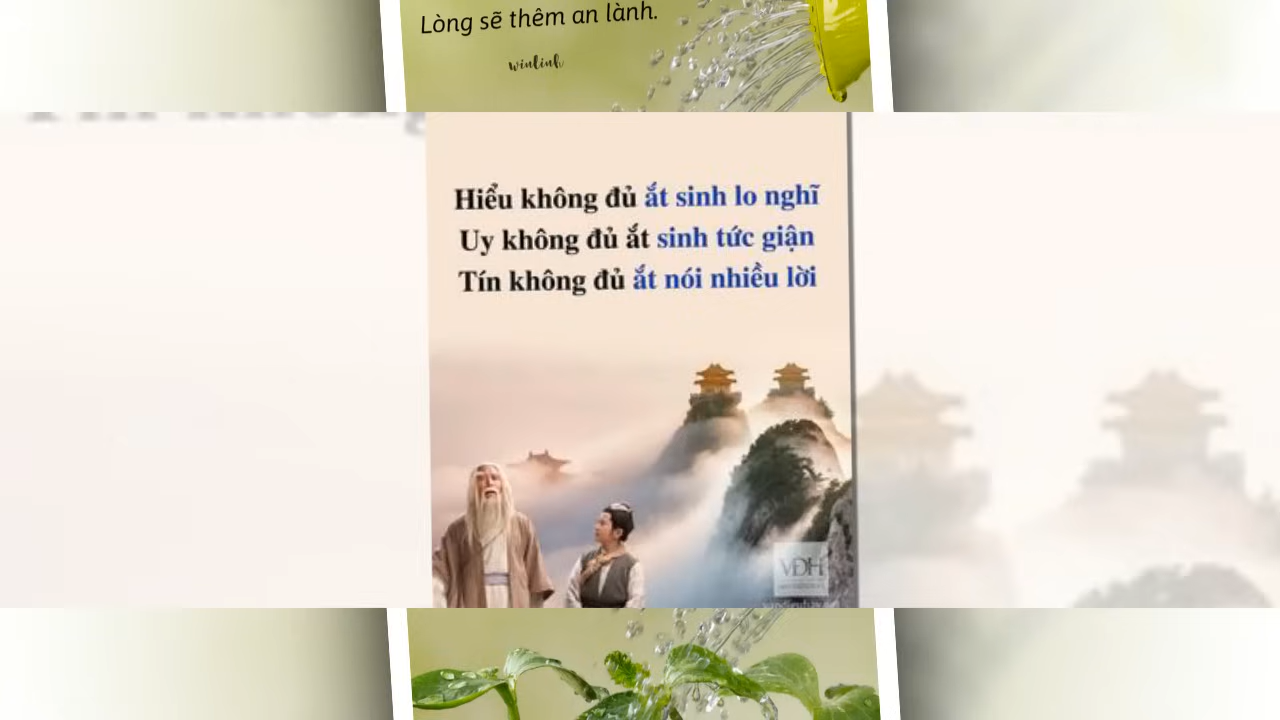 Lòng sẽ thêm an lành.
winlinh
Hiểu không đủ ắt sinh lo nghĩ
Uy không đủ ắt sinh tức giận
Tín không đủ ắt nói nhiều lời
VĐH